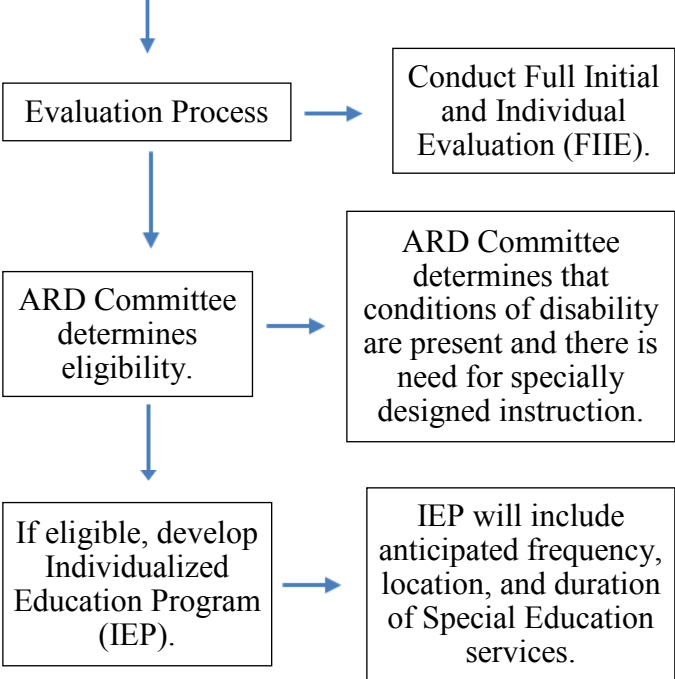 Evaluation Process
Conduct Full Initial
and Individual
Evaluation (FIIE).
ARD Committee
determines
eligibility.
ARD Committee
determines that
conditions of disability
are present and there is
need for specially
designed instruction.
If eligible, develop
Individualized
Education Program
(IEP).
IEP will include
anticipated frequency,
location, and duration
of Special Education
services.